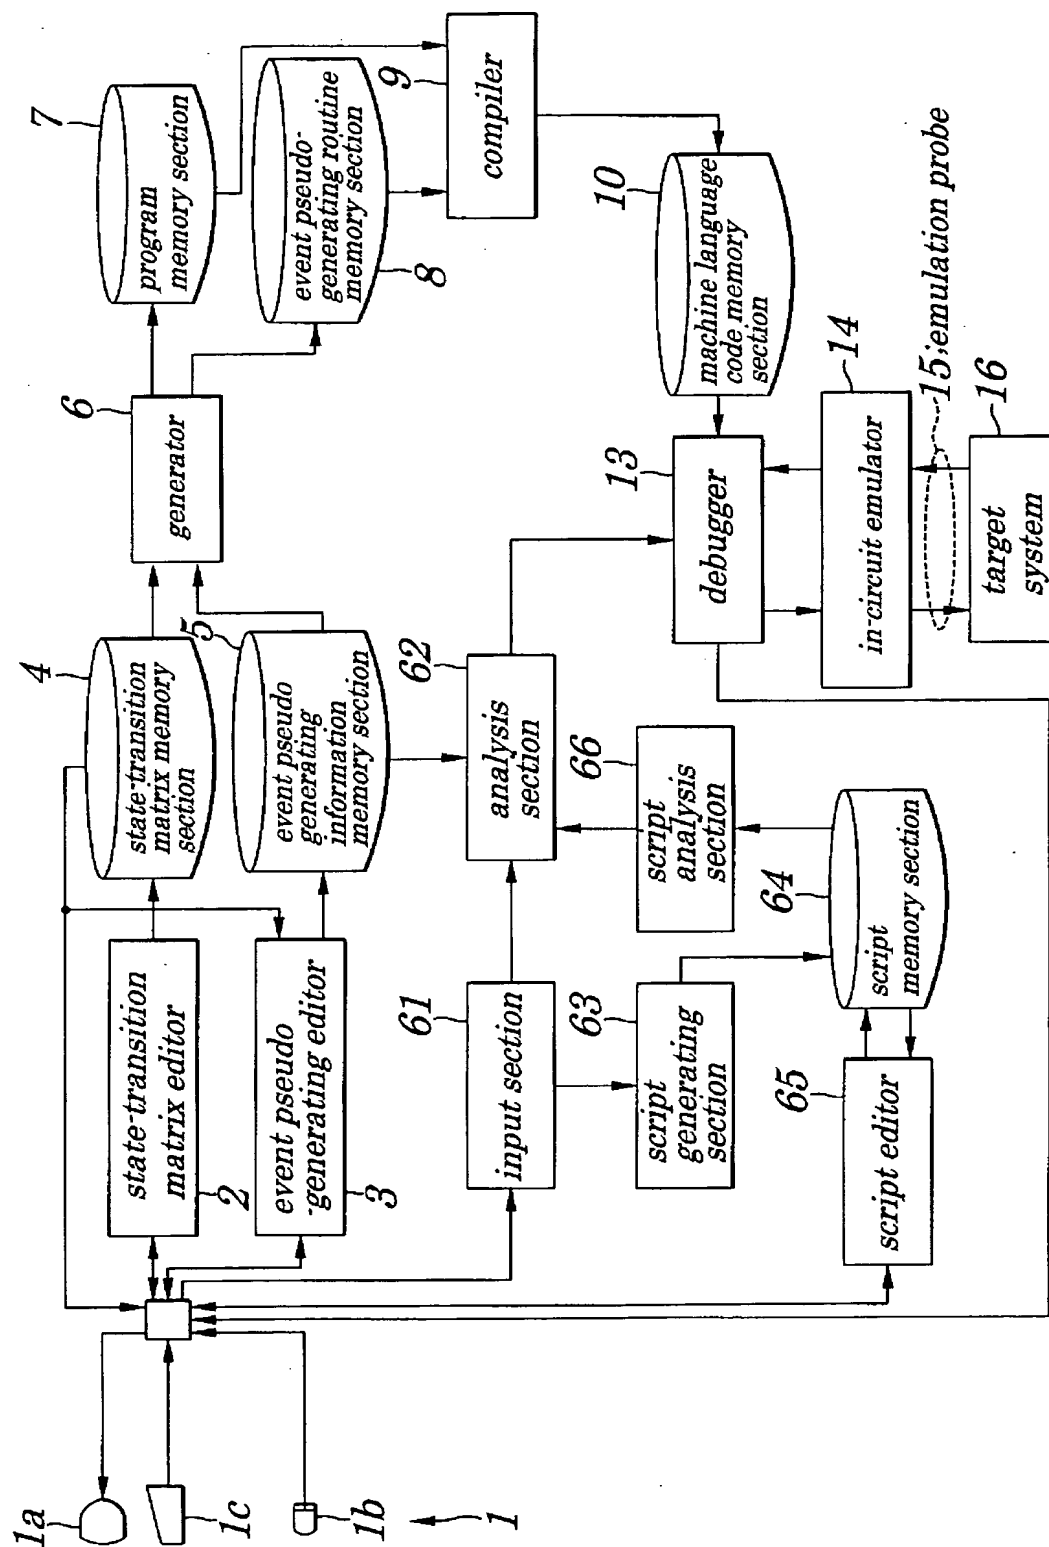 1a
1c
1b
1
state-transition
matrix editor
2
event pseudo
-generating editor
3
4
state-transition
matrix memory
section
5
event pseudo
generating
information
memory section
6
generator
7
program
memory section
event pseudo-
generating routine
memory section
8
9
compiler
10
machine language
code memory
section
61
input section
62
analysis
section
63
script
generating
section
66
script
analysis
section
64
script
memory section
65
script editor
13
debugger
14
in-circuit emulator
15;emulation probe
16
target
system